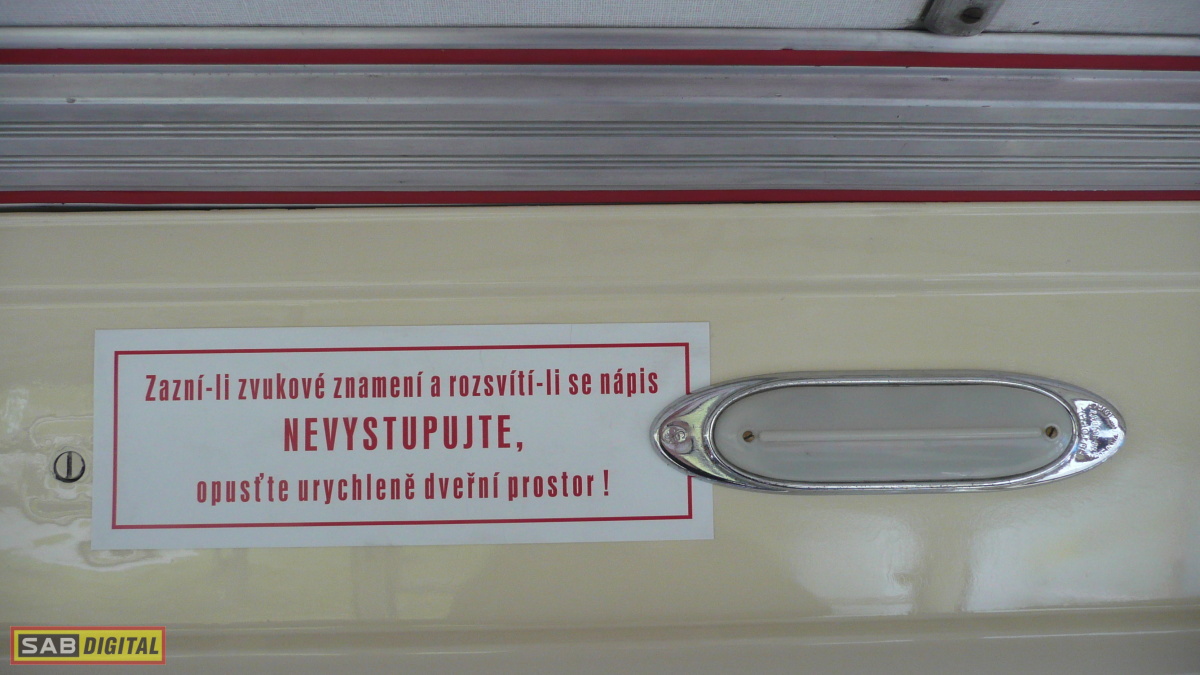 Zazní-li zvukové znamení a rozsvítí-li se nápis
NEVYSTUPUJTE,
opusťte urychleně dveřní prostor !
SAB DIGITAL